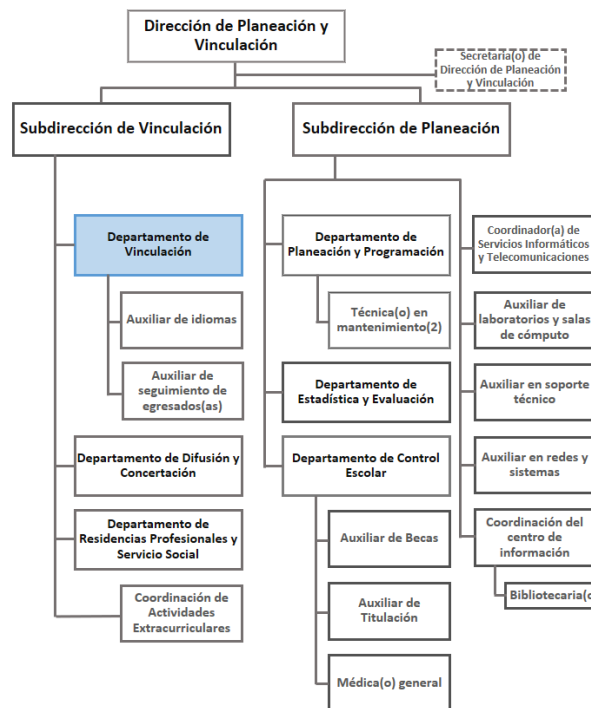 Dirección de Planeación y
Vinculación
Secretaria(o) de
Dirección de Planeación
y Vinculación
Subdirección de Vinculación
Subdirección de Planeación
Departamento de
Vinculación
Auxiliar de idiomas
Auxiliar de
seguimiento de
egresados(as)
Departamento de Difusión y
Concertación
Departamento de
Residencias Profesionales y
Servicio Social
Coordinación de
Actividades
Extracurriculares
Departamento de
Planeación y Programación
Técnica(o) en
mantenimiento(2)
Departamento de
Estadística y Evaluación
Departamento de Control
Escolar
Auxiliar de Becas
Auxiliar de
Titulación
Médica(o) general
Coordinador(a) de
Servicios Informáticos
y Telecomunicaciones
Auxiliar de
laboratorios y salas
de cómputo
Auxiliar en soporte
técnico
Auxiliar en redes y
sistemas
Coordinación del
centro de
información
Bibliotecaria(o